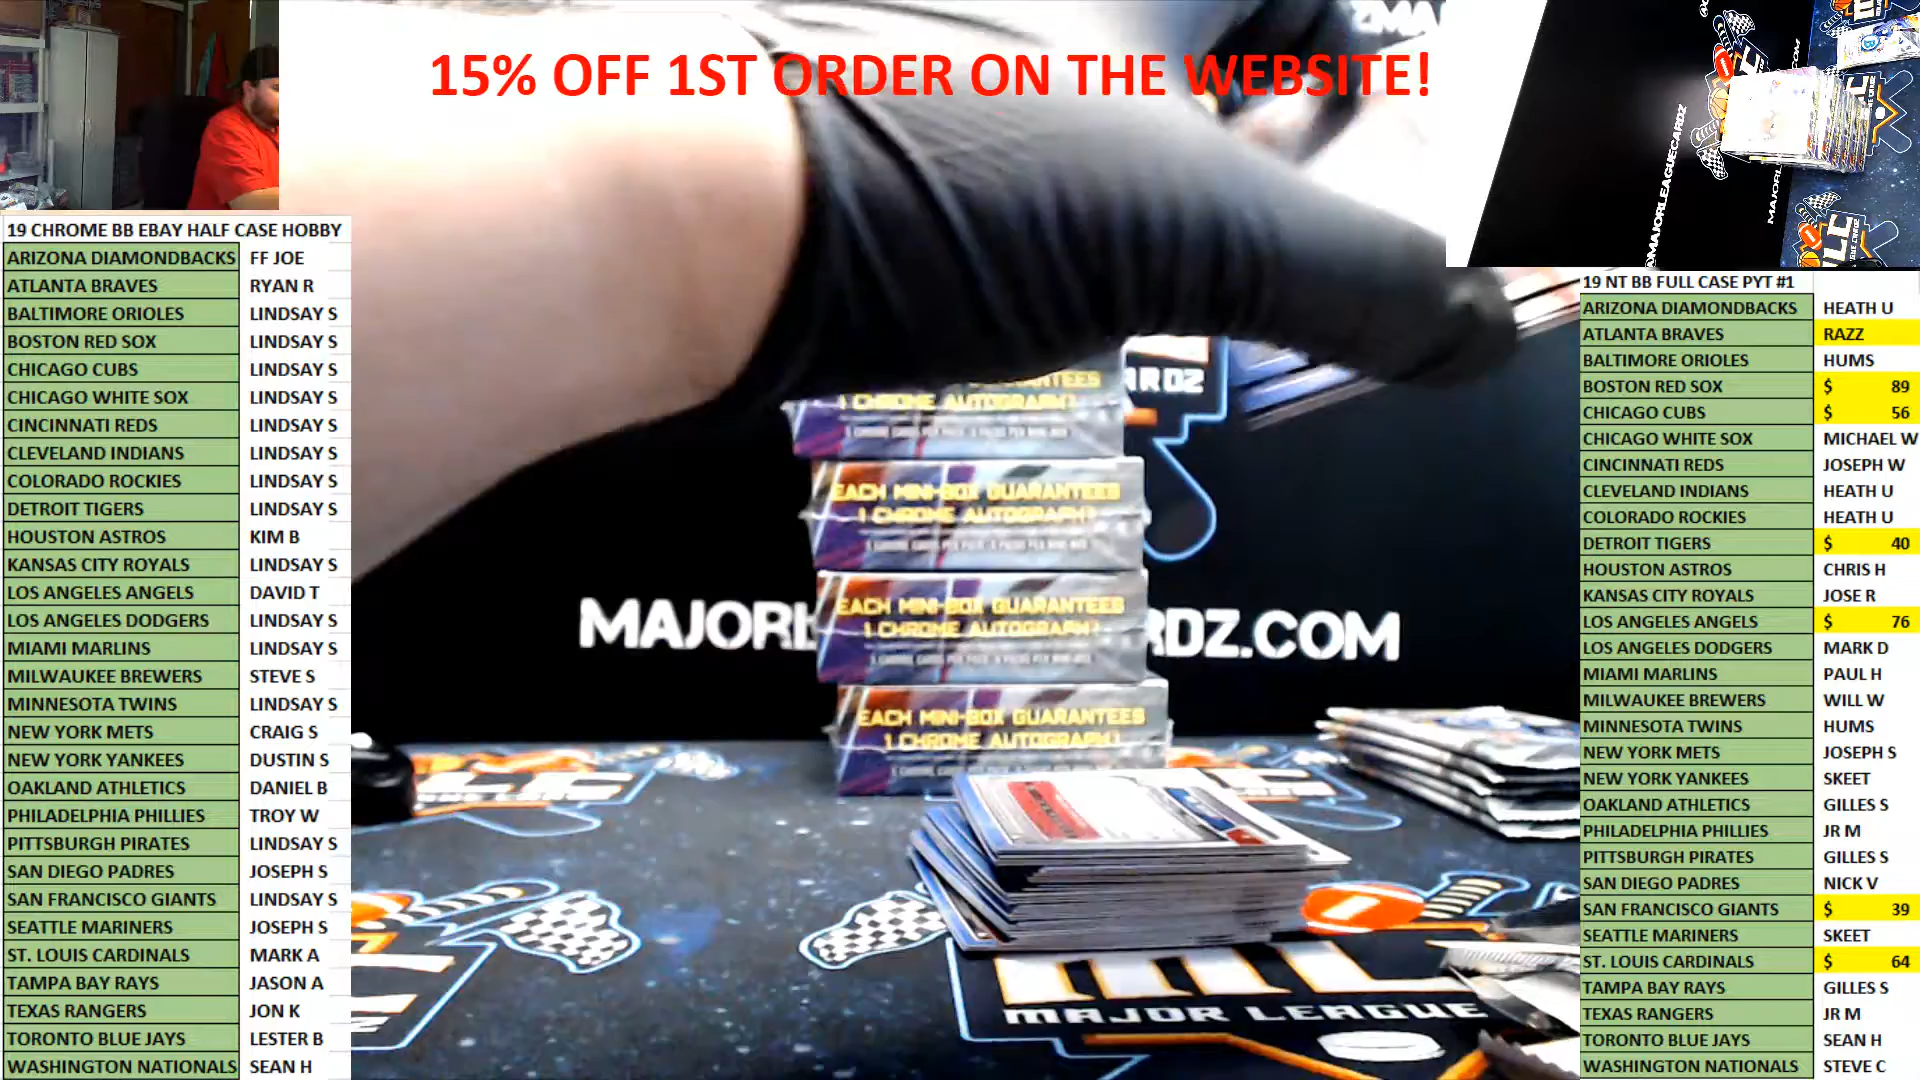 15% OFF 1ST ORDER ON THE WEBSITE!
19 CHROME BB EBAY HALF CASE HOBBY
ARIZONA DIAMONDBACKS FF JOE
ATLANTA BRAVES RYAN R
BALTIMORE ORIOLES LINDSAY S
BOSTON RED SOX LINDSAY S
CHICAGO CUBS LINDSAY S
CHICAGO WHITE SOX LINDSAY S
CINCINNATI REDS LINDSAY S
CLEVELAND INDIANS LINDSAY S
COLORADO ROCKIES LINDSAY S
DETROIT TIGERS LINDSAY S
HOUSTON ASTROS KIM B
KANSAS CITY ROYALS LINDSAY S
LOS ANGELES ANGELS DAVID T
LOS ANGELES DODGERS LINDSAY S
MIAMI MARLINS LINDSAY S
MILWAUKEE BREWERS STEVE S
MINNESOTA TWINS LINDSAY S
NEW YORK METS CRAIG S
NEW YORK YANKEES DUSTIN S
OAKLAND ATHLETICS DANIEL B
PHILADELPHIA PHILLIES TROY W
PITTSBURGH PIRATES LINDSAY S
SAN DIEGO PADRES JOSEPH S
SAN FRANCISCO GIANTS LINDSAY S
SEATTLE MARINERS JOSEPH S
ST. LOUIS CARDINALS MARK A
TAMPA BAY RAYS JASON A
TEXAS RANGERS JON K
TORONTO BLUE JAYS LESTER B
WASHINGTON NATIONALS SEAN H
1 CHROME AUTOGRAPH!
EACH MINI-BOX GUARANTEES
1 CHROME AUTOGRAPH!
EACH MINI-BOX GUARANTEES
1 CHROME AUTOGRAPH!
EACH MINI-BOX GUARANTEES
1 CHROME AUTOGRAPH!
MAJORL RDZ.COM
MAJOR LEAGUE
MAJORLEAGUECARDZ
19 NT BB FULL CASE PYT #1
ARIZONA DIAMONDBACKS HEATH U
ATLANTA BRAVES RAZZ
BALTIMORE ORIOLES HUMS
BOSTON RED SOX $ 89
CHICAGO CUBS $ 56
CHICAGO WHITE SOX MICHAEL W
CINCINNATI REDS JOSEPH W
CLEVELAND INDIANS HEATH U
COLORADO ROCKIES HEATH U
DETROIT TIGERS $ 40
HOUSTON ASTROS CHRIS H
KANSAS CITY ROYALS JOSE R
LOS ANGELES ANGELS $ 76
LOS ANGELES DODGERS MARK D
MIAMI MARLINS PAUL H
MILWAUKEE BREWERS WILL W
MINNESOTA TWINS HUMS
NEW YORK METS JOSEPH S
NEW YORK YANKEES SKEET
OAKLAND ATHLETICS GILLES S
PHILADELPHIA PHILLIES JR M
PITTSBURGH PIRATES GILLES S
SAN DIEGO PADRES NICK V
SAN FRANCISCO GIANTS $ 39
SEATTLE MARINERS SKEET
ST. LOUIS CARDINALS $ 64
TAMPA BAY RAYS GILLES S
TEXAS RANGERS JR M
TORONTO BLUE JAYS SEAN H
WASHINGTON NATIONALS STEVE C